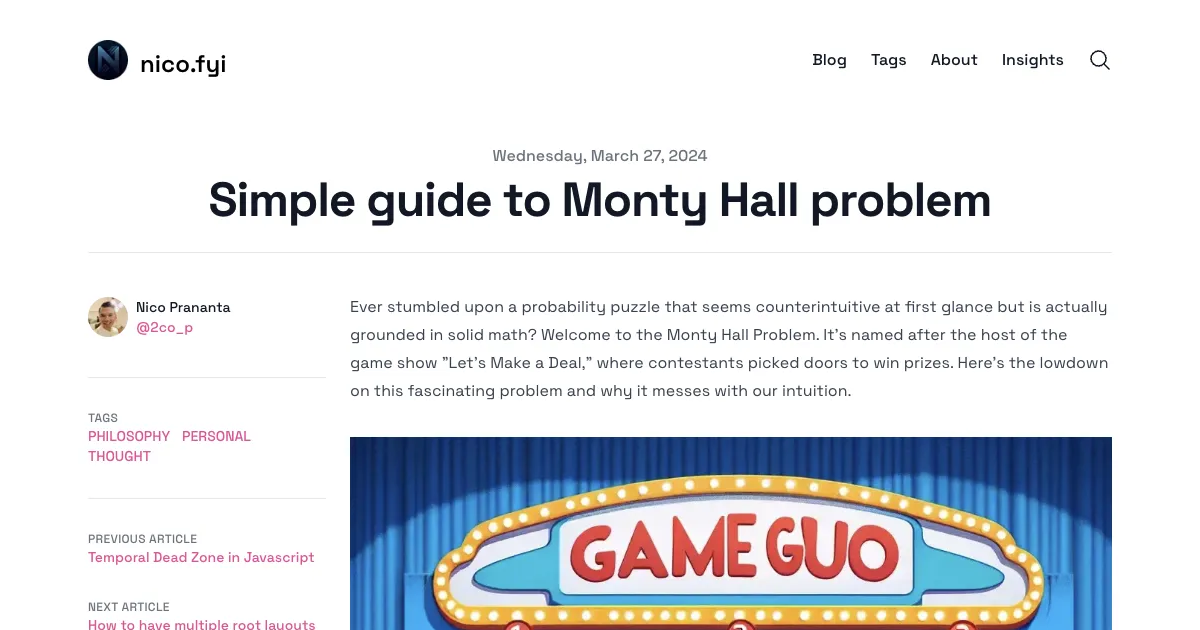 nico.fyi
Blog Tags About Insights
Wednesday, March 27, 2024
Simple guide to Monty Hall problem
Nico Prananta
@2co_p
TAGS
PHILOSOPHY PERSONAL
THOUGHT
PREVIOUS ARTICLE
Temporal Dead Zone in Javascript
NEXT ARTICLE
How to have multiple root layouts
Ever stumbled upon a probability puzzle that seems counterintuitive at first glance but is actually
grounded in solid math? Welcome to the Monty Hall Problem. It's named after the host of the
game show "Let's Make a Deal," where contestants picked doors to win prizes. Here's the lowdown
on this fascinating problem and why it messes with our intuition.
GAME GUO